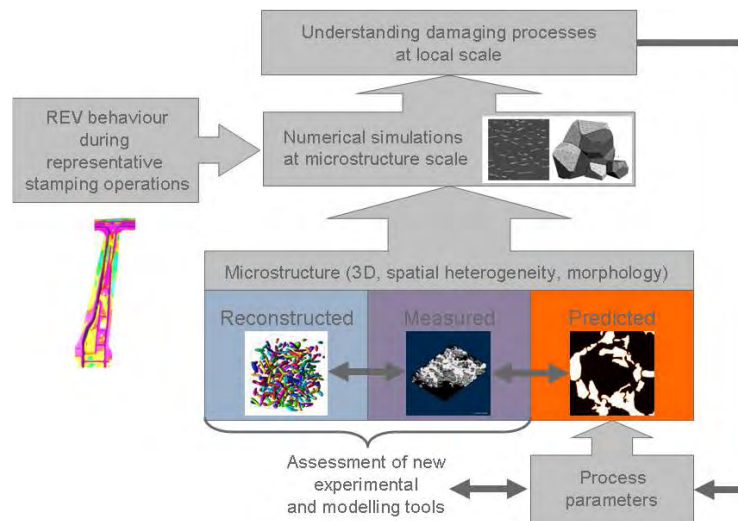 Understanding damaging processes
at local scale
REV behaviour
during
representative
stamping operations
Numerical simulations
at microstructure scale
Microstructure (3D, spatial heterogeneity, morphology)
Reconstructed
Measured
Predicted
Assessment of new
experimental
and modelling tools
Process
parameters